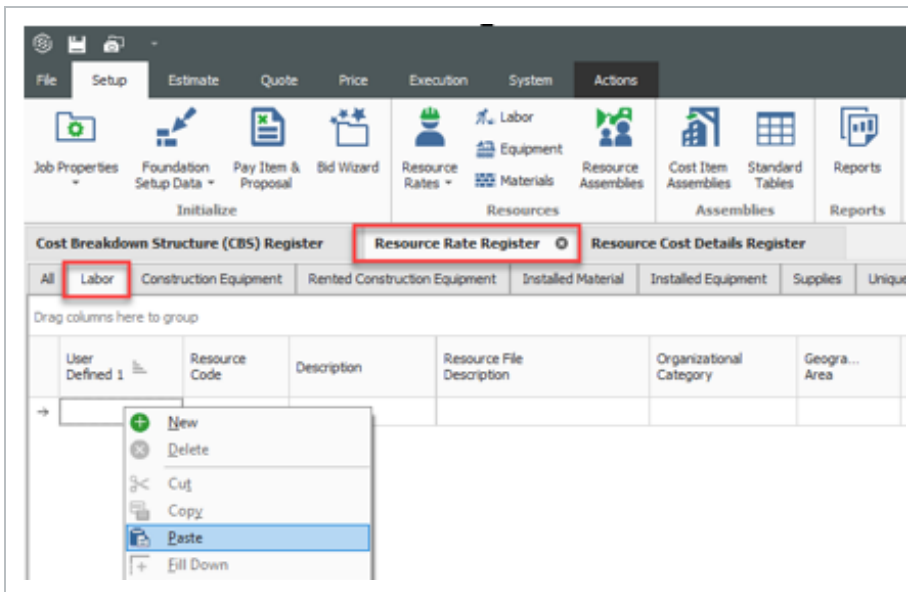 File Setup Estimate Quote Price Execution System Actions
Job Properties
Foundation Setup Data
Pay Item & Proposal
Bid Wizard
Resource Rates
Labor
Equipment
Materials
Resource Assemblies
Cost Item Assemblies
Standard Tables
Reports
Initialize Resources Assemblies Reports
Cost Breakdown Structure (CBS) Register Resource Rate Register Resource Cost Details Register
All Labor Construction Equipment Rented Construction Equipment Installed Material Installed Equipment Supplies Unique
Drag columns here to group
User Defined 1
Resource Code
Description
Resource File Description
Organizational Category
Geogra... Area
New
Delete
Cut
Copy
Paste
Fill Down